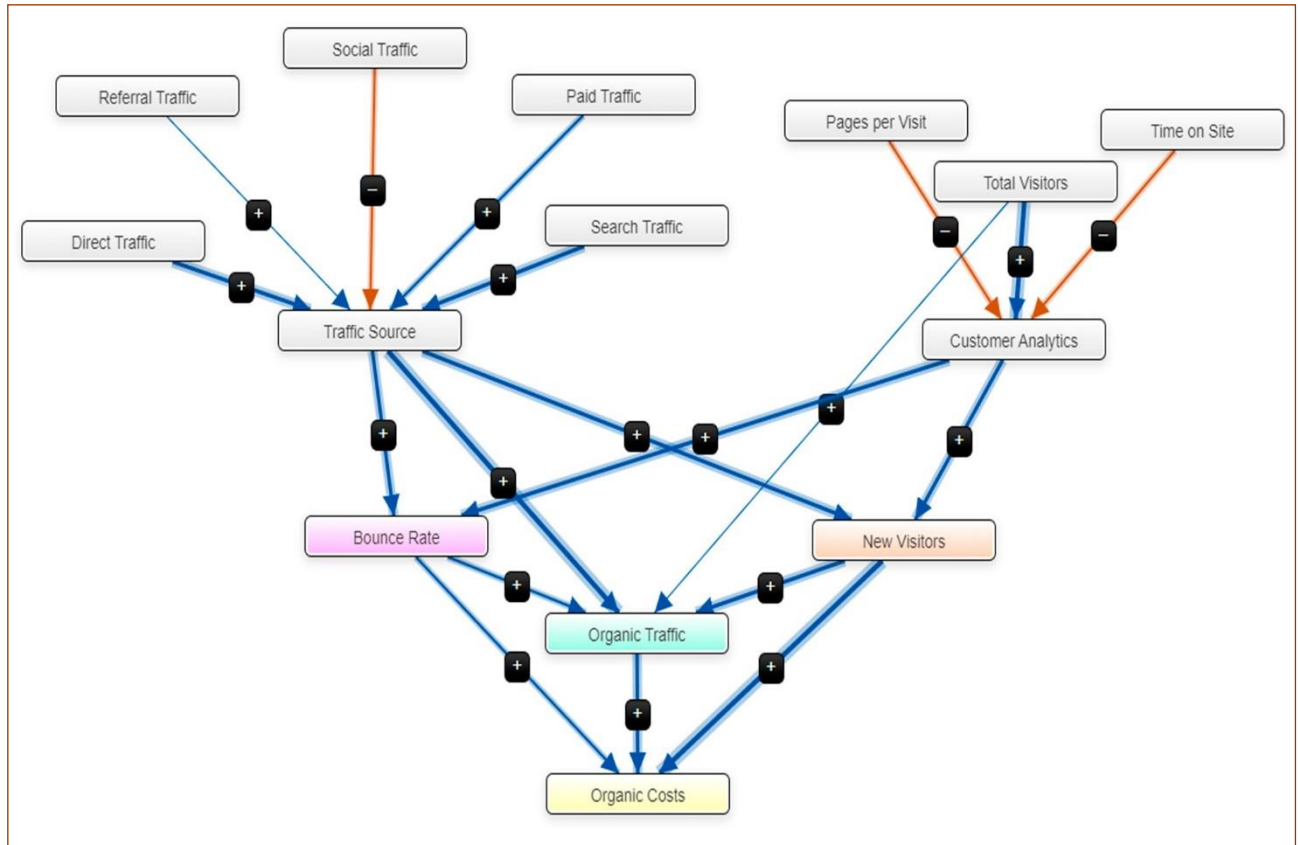 Social Traffic
Referral Traffic
Paid Traffic
Pages per Visit
Time on Site
Total Visitors
−
+
+
Search Traffic
Direct Traffic
−
−
+
+
+
Traffic Source
Customer Analytics
+
+
+
+
+
+
Bounce Rate
New Visitors
+
+
Organic Traffic
+
+
+
Organic Costs